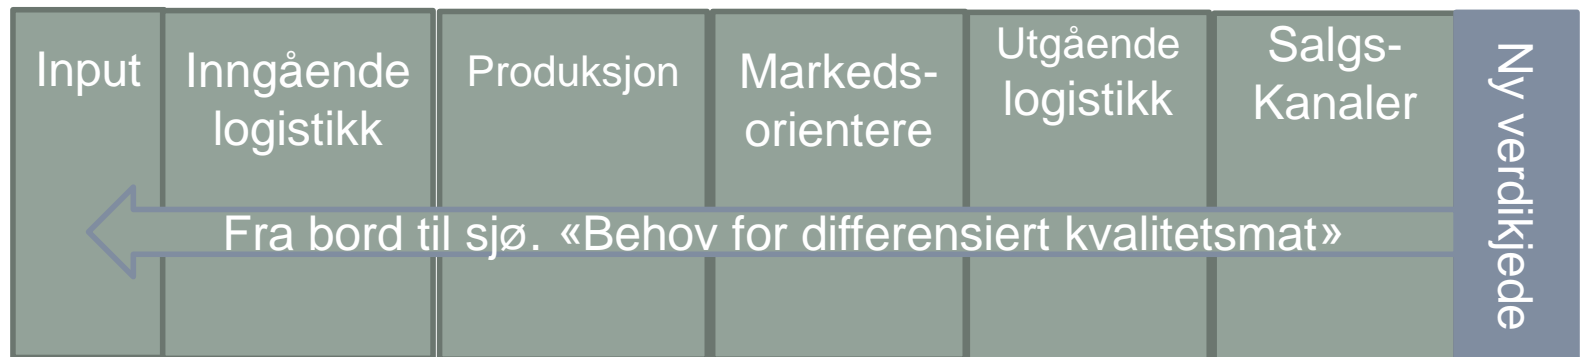 Input
Inngående
logistikk
Produksjon
Markeds-
orientere
Utgående
logistikk
Salgs-
Kanaler
Ny verdikjede
Fra bord til sjø. «Behov for differensiert kvalitetsmat»